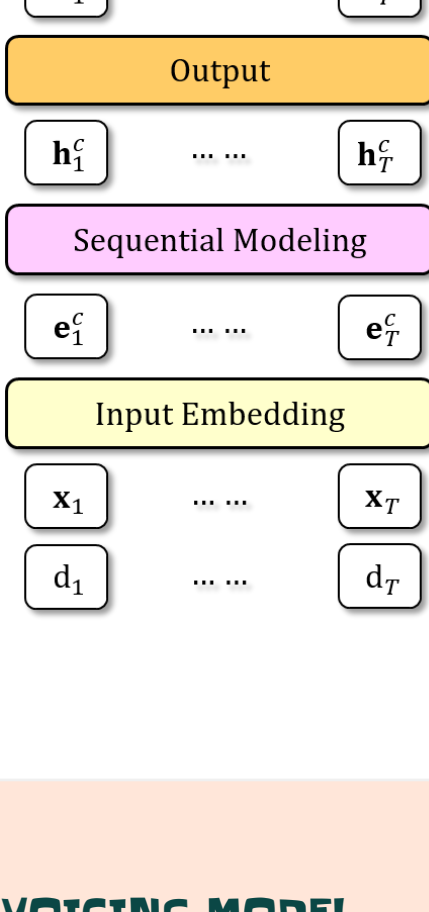 Output
h₁ᶜ ... ... h_Tᶜ
Sequential Modeling
e₁ᶜ ... ... e_Tᶜ
Input Embedding
x₁ ... ... x_T
d₁ ... ... d_T